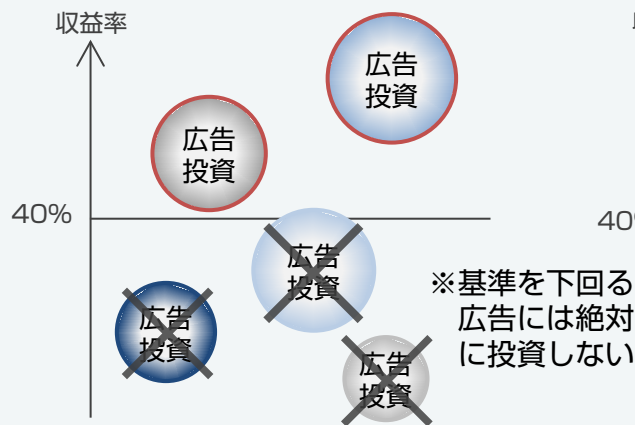 収益率
広告
投資
広告
投資
40%
広告
投資
広告
投資
広告
投資
※基準を下回る
広告には絶対
に投資しない